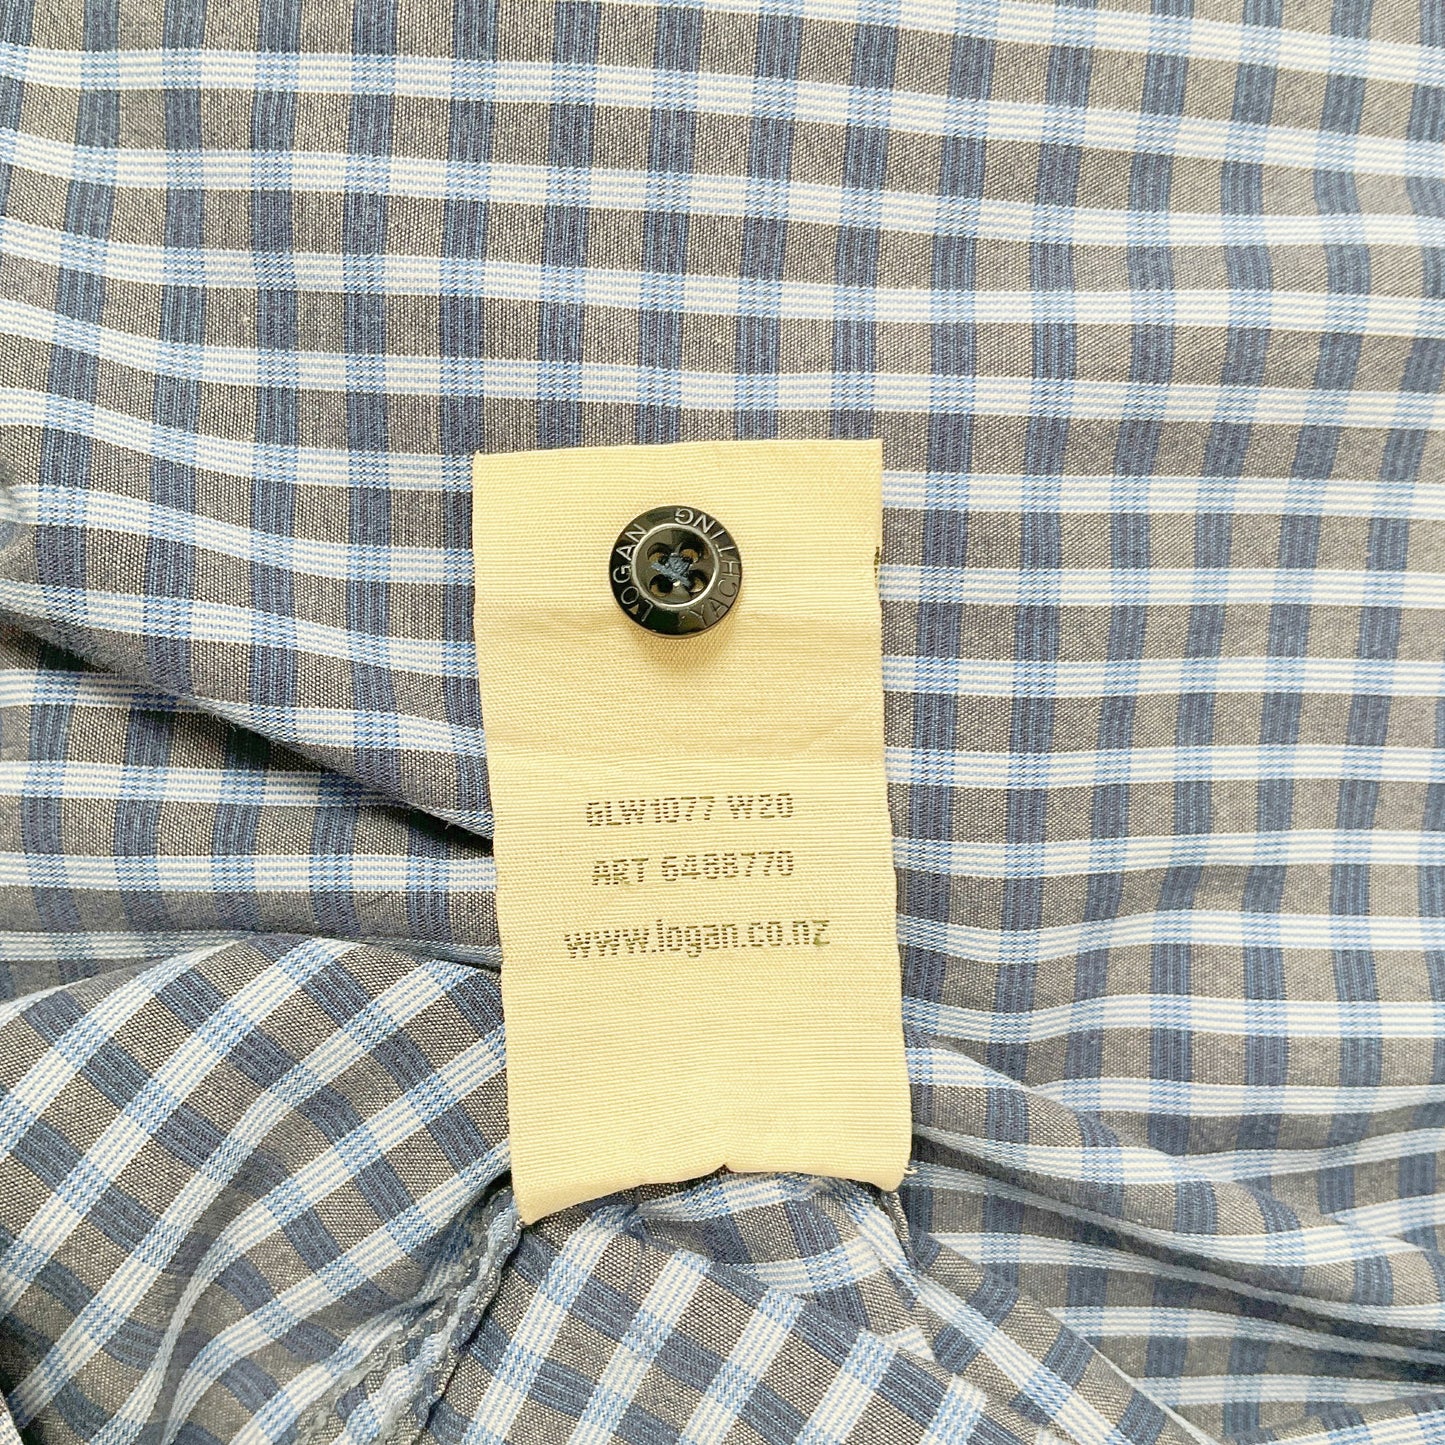 LOGAN YACHTING
GLW1077 W20
ART 6488770
www.logan.co.nz